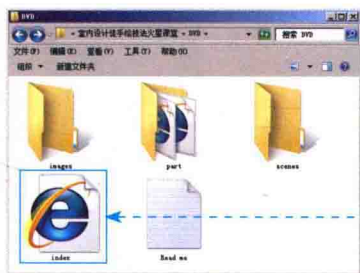 DVD
室内设计徒手绘技法火星课堂 DVD
搜索 DVD
文件(F) 编辑(E) 查看(V) 工具(T) 帮助(H)
组织 新建文件夹
images part scenes
index Read me